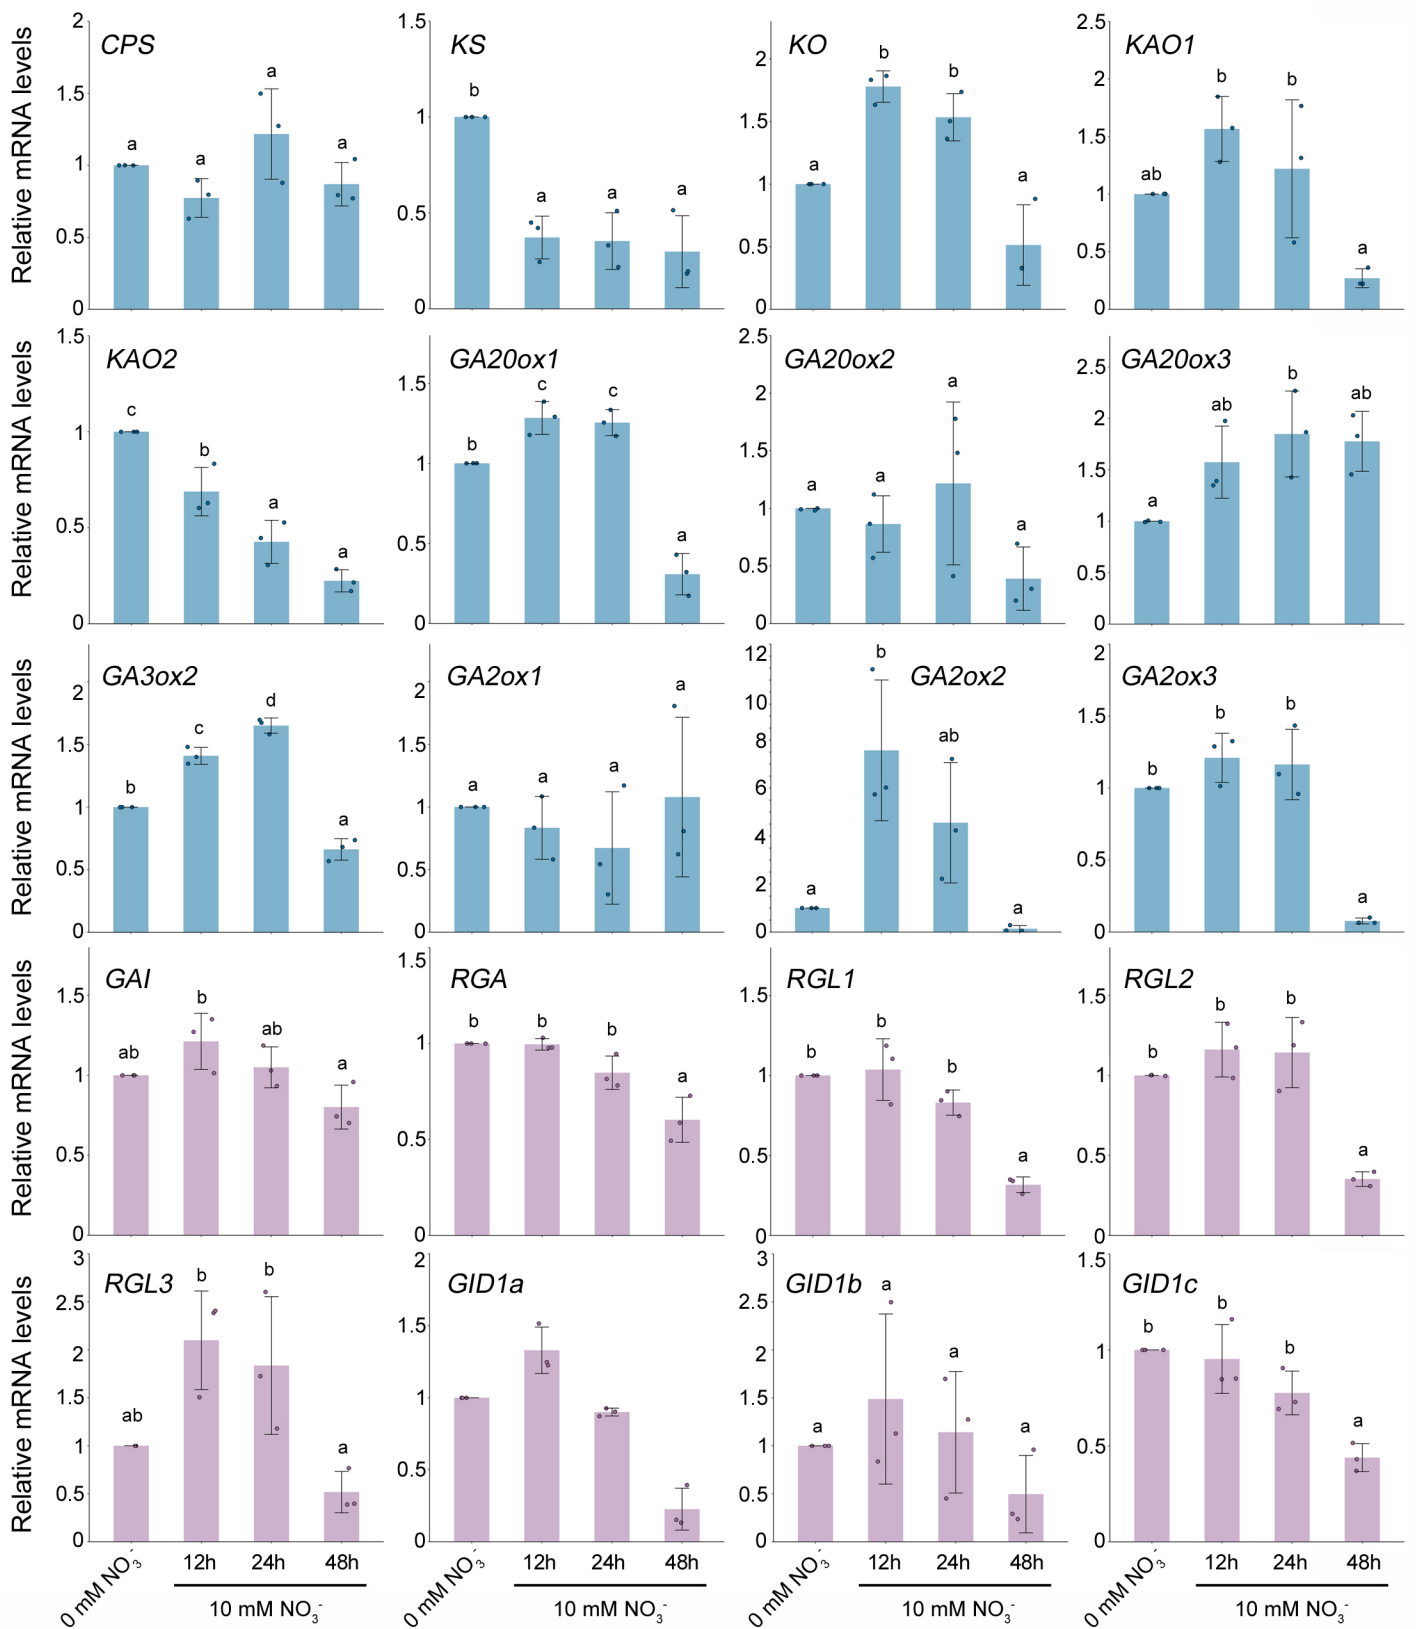 Relative mRNA levels
CPS
2
1.5
1
0.5
0
a a a a
KS
1.5
1
0.5
0
b a a a
KO
2
1.5
1
0.5
0
a b b a
KAO1
2.5
2
1.5
1
0.5
0
ab b b a
Relative mRNA levels
KAO2
1.5
1
0.5
0
c b a a
GA20ox1
1.5
1
0.5
0
b c c a
GA20ox2
2.5
2
1.5
1
0.5
0
a a a a
GA20ox3
2.5
2
1.5
1
0.5
0
a ab b ab
Relative mRNA levels
GA3ox2
2
1.5
1
0.5
0
b c d a
GA2ox1
2
1.5
1
0.5
0
a a a a
GA2ox2
12
10
8
6
4
2
0
a b ab a
GA2ox3
2
1.5
1
0.5
0
b b b a
Relative mRNA levels
GAI
1.5
1
0.5
0
ab b ab a
RGA
1.5
1
0.5
0
b b b a
RGL1
1.5
1
0.5
0
b b b a
RGL2
1.5
1
0.5
0
b b b a
Relative mRNA levels
RGL3
3
2.5
2
1.5
1
0.5
0
ab b b a
GID1a
2
1.5
1
0.5
0
GID1b
3
2.5
2
1.5
1
0.5
0
a a a a
GID1c
1.5
1
0.5
0
b b b a
0 mM NO₃⁻ 12h 24h 48h
10 mM NO₃⁻
0 mM NO₃⁻ 12h 24h 48h
10 mM NO₃⁻
0 mM NO₃⁻ 12h 24h 48h
10 mM NO₃⁻
0 mM NO₃⁻ 12h 24h 48h
10 mM NO₃⁻